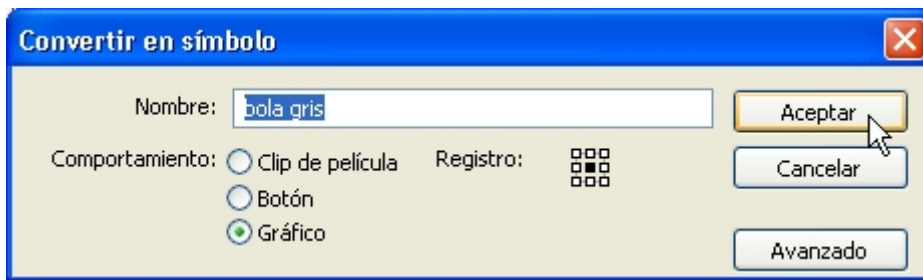 Convertir en símbolo
Nombre: bola gris Aceptar
Comportamiento: Clip de película Registro: Cancelar
Botón
Gráfico
Avanzado